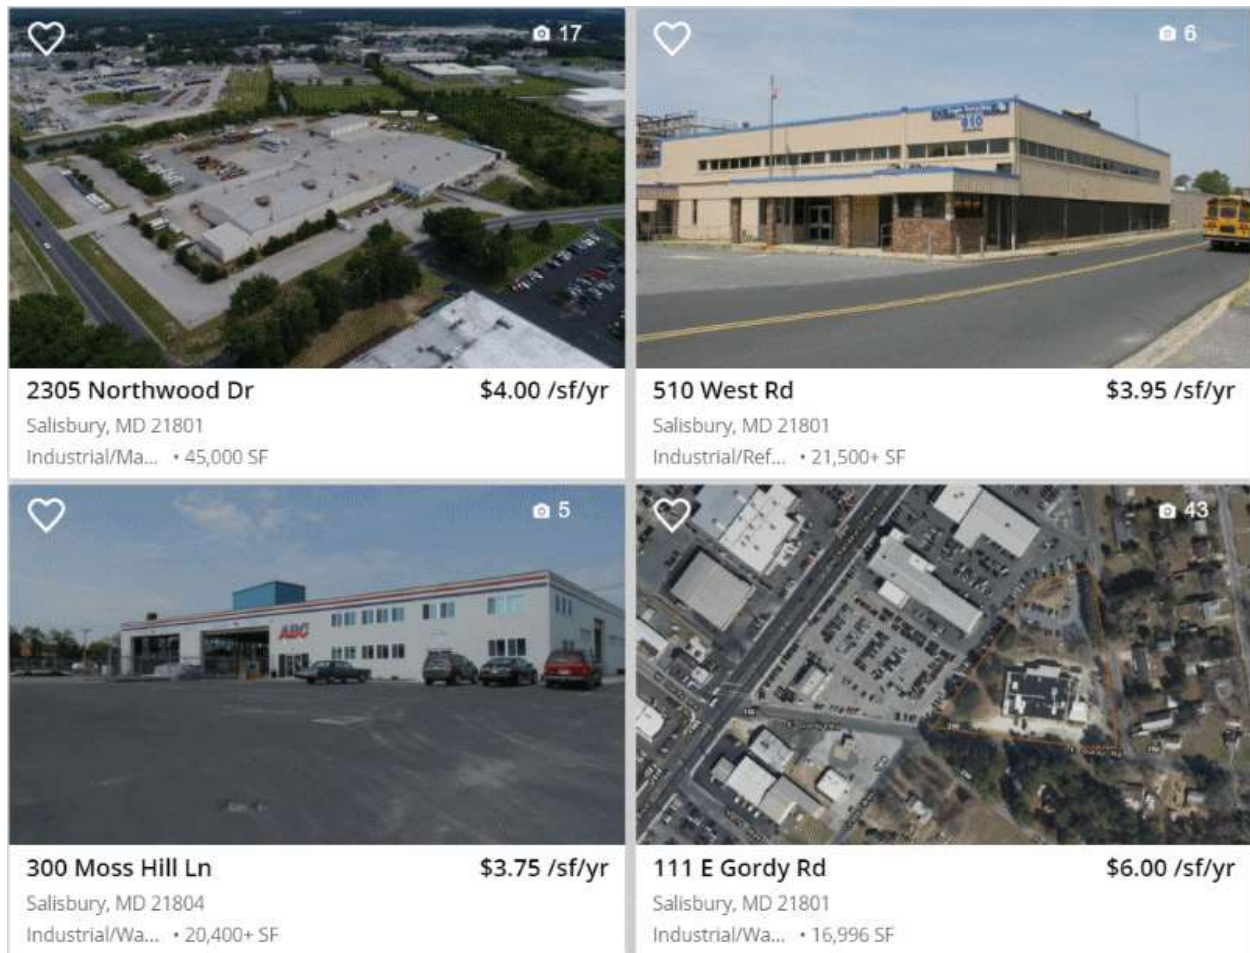 17
2305 Northwood Dr $4.00 /sf/yr
Salisbury, MD 21801
Industrial/Ma... • 45,000 SF
6
810
510 West Rd $3.95 /sf/yr
Salisbury, MD 21801
Industrial/Ref... • 21,500+ SF
5
ABC
300 Moss Hill Ln $3.75 /sf/yr
Salisbury, MD 21804
Industrial/Wa... • 20,400+ SF
43
111 E Gordy Rd $6.00 /sf/yr
Salisbury, MD 21801
Industrial/Wa... • 16,996 SF